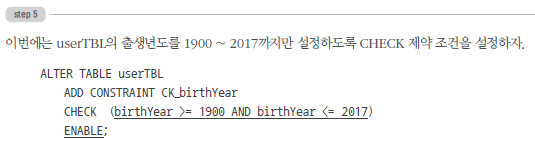 step 5
이번에는 userTBL의 출생년도를 1900 ~ 2017까지만 설정하도록 CHECK 제약 조건을 설정하자.
ALTER TABLE userTBL
ADD CONSTRAINT CK_birthYear
CHECK (birthYear >= 1900 AND birthYear <= 2017)
ENABLE;